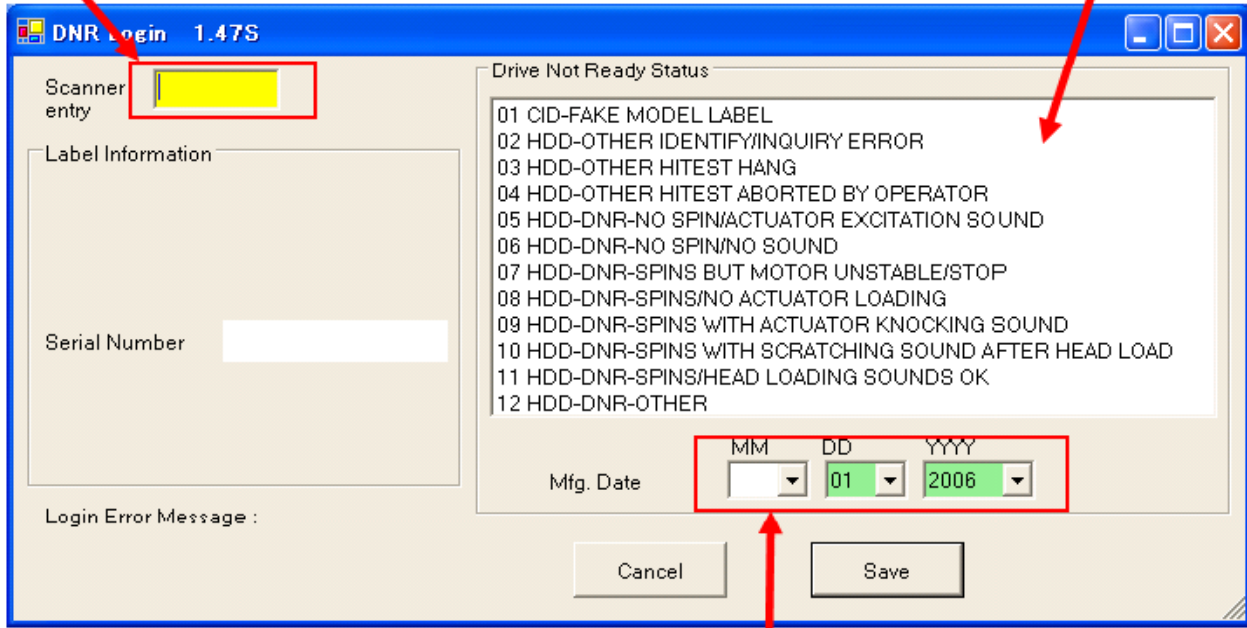 DNR Login 1.47S
Scanner
entry
Label Information
Serial Number
Login Error Message :
Drive Not Ready Status
01 CID-FAKE MODEL LABEL
02 HDD-OTHER IDENTIFY/INQUIRY ERROR
03 HDD-OTHER HITEST HANG
04 HDD-OTHER HITEST ABORTED BY OPERATOR
05 HDD-DNR-NO SPIN/ACTUATOR EXCITATION SOUND
06 HDD-DNR-NO SPIN/NO SOUND
07 HDD-DNR-SPINS BUT MOTOR UNSTABLE/STOP
08 HDD-DNR-SPINS/NO ACTUATOR LOADING
09 HDD-DNR-SPINS WITH ACTUATOR KNOCKING SOUND
10 HDD-DNR-SPINS WITH SCRATCHING SOUND AFTER HEAD LOAD
11 HDD-DNR-SPINS/HEAD LOADING SOUNDS OK
12 HDD-DNR-OTHER
MM DD YYYY
Mfg. Date 01 2006
Cancel Save